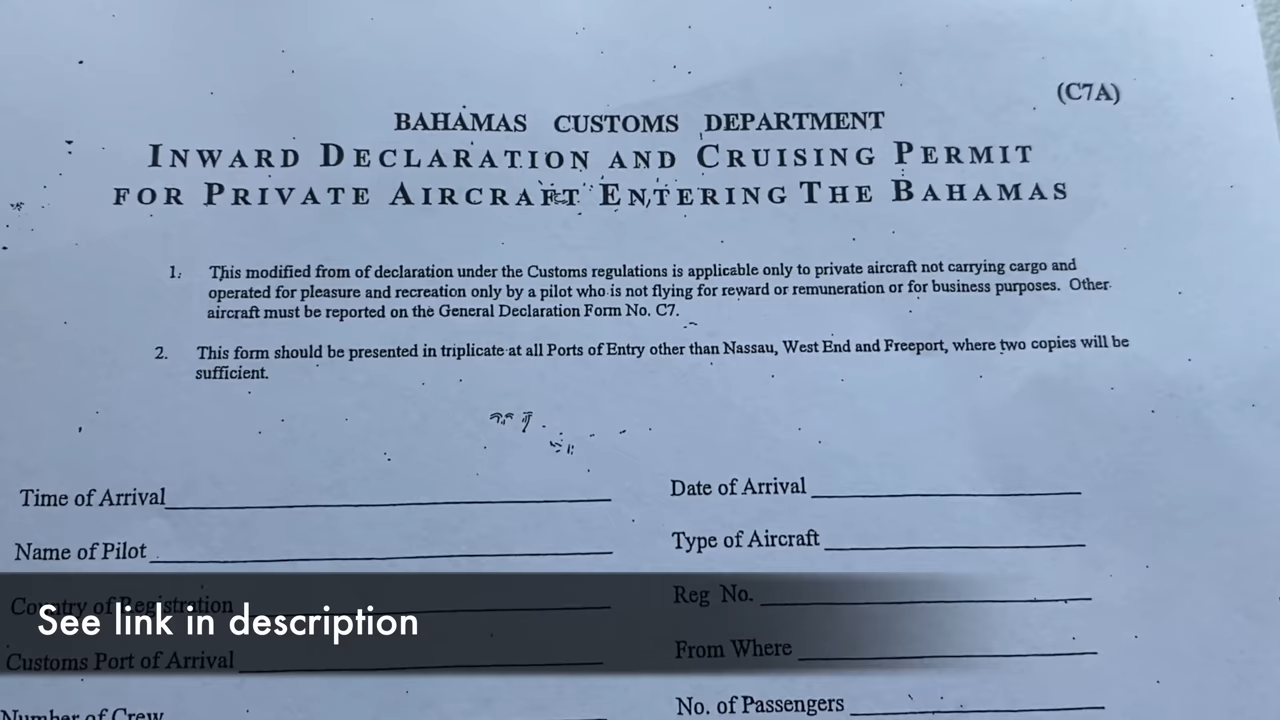 (C7A)
BAHAMAS CUSTOMS DEPARTMENT
INWARD DECLARATION AND CRUISING PERMIT
FOR PRIVATE AIRCRAFT ENTERING THE BAHAMAS
1. This modified from of declaration under the Customs regulations is applicable only to private aircraft not carrying cargo and
operated for pleasure and recreation only by a pilot who is not flying for reward or remuneration or for business purposes. Other
aircraft must be reported on the General Declaration Form No. C7.
2. This form should be presented in triplicate at all Ports of Entry other than Nassau, West End and Freeport, where two copies will be
sufficient.
Time of Arrival
Date of Arrival
Name of Pilot
Type of Aircraft
Country of Registration
Reg No.
See link in description
Customs Port of Arrival
From Where
Number of Crew
No. of Passengers